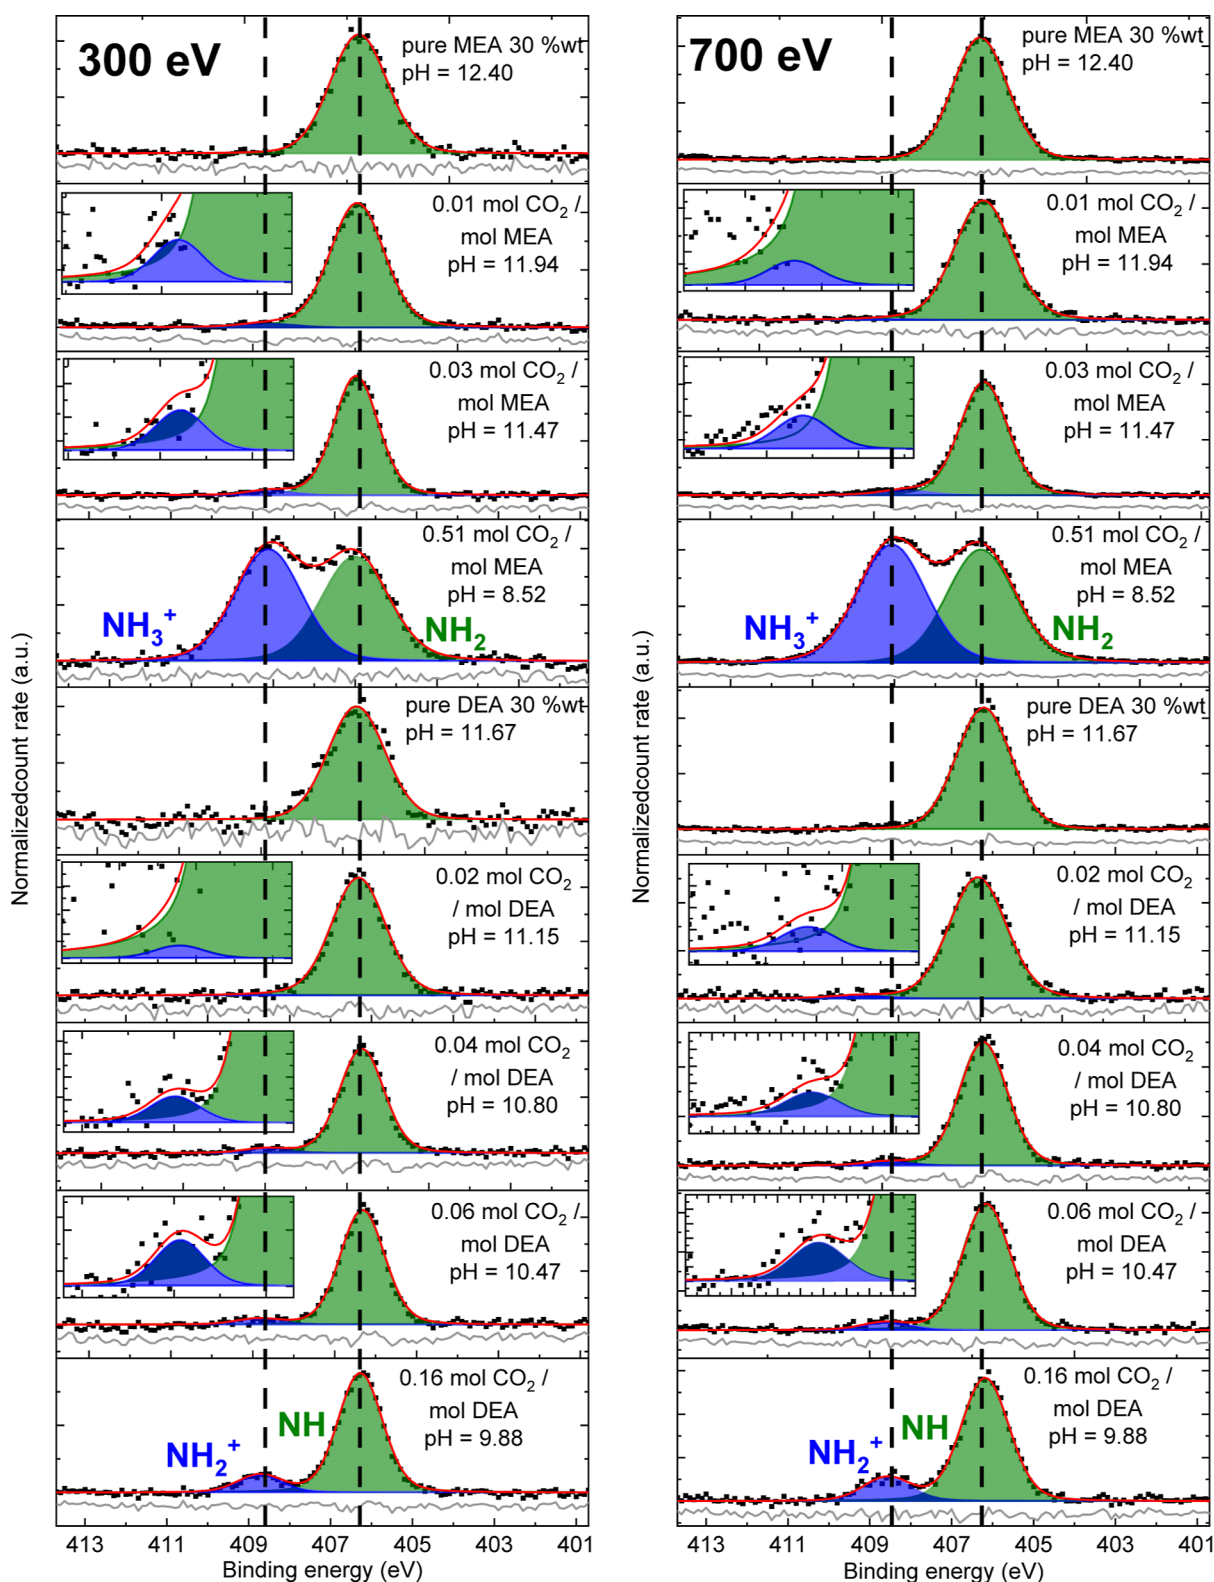 300 eV
pure MEA 30 %wt
pH = 12.40
0.01 mol CO₂ /
mol MEA
pH = 11.94
0.03 mol CO₂ /
mol MEA
pH = 11.47
0.51 mol CO₂ /
mol MEA
pH = 8.52
NH₃⁺
NH₂
pure DEA 30 %wt
pH = 11.67
0.02 mol CO₂
/ mol DEA
pH = 11.15
0.04 mol CO₂
/ mol DEA
pH = 10.80
0.06 mol CO₂ /
mol DEA
pH = 10.47
0.16 mol CO₂ /
mol DEA
pH = 9.88
NH₂⁺
NH
Normalizedcount rate (a.u.)
413 411 409 407 405 403 401
Binding energy (eV)
700 eV
pure MEA 30 %wt
pH = 12.40
0.01 mol CO₂ /
mol MEA
pH = 11.94
0.03 mol CO₂ /
mol MEA
pH = 11.47
0.51 mol CO₂ /
mol MEA
pH = 8.52
NH₃⁺
NH₂
pure DEA 30 %wt
pH = 11.67
0.02 mol CO₂
/ mol DEA
pH = 11.15
0.04 mol CO₂
/ mol DEA
pH = 10.80
0.06 mol CO₂ /
mol DEA
pH = 10.47
0.16 mol CO₂ /
mol DEA
pH = 9.88
NH₂⁺
NH
Normalizedcount rate (a.u.)
413 411 409 407 405 403 401
Binding energy (eV)